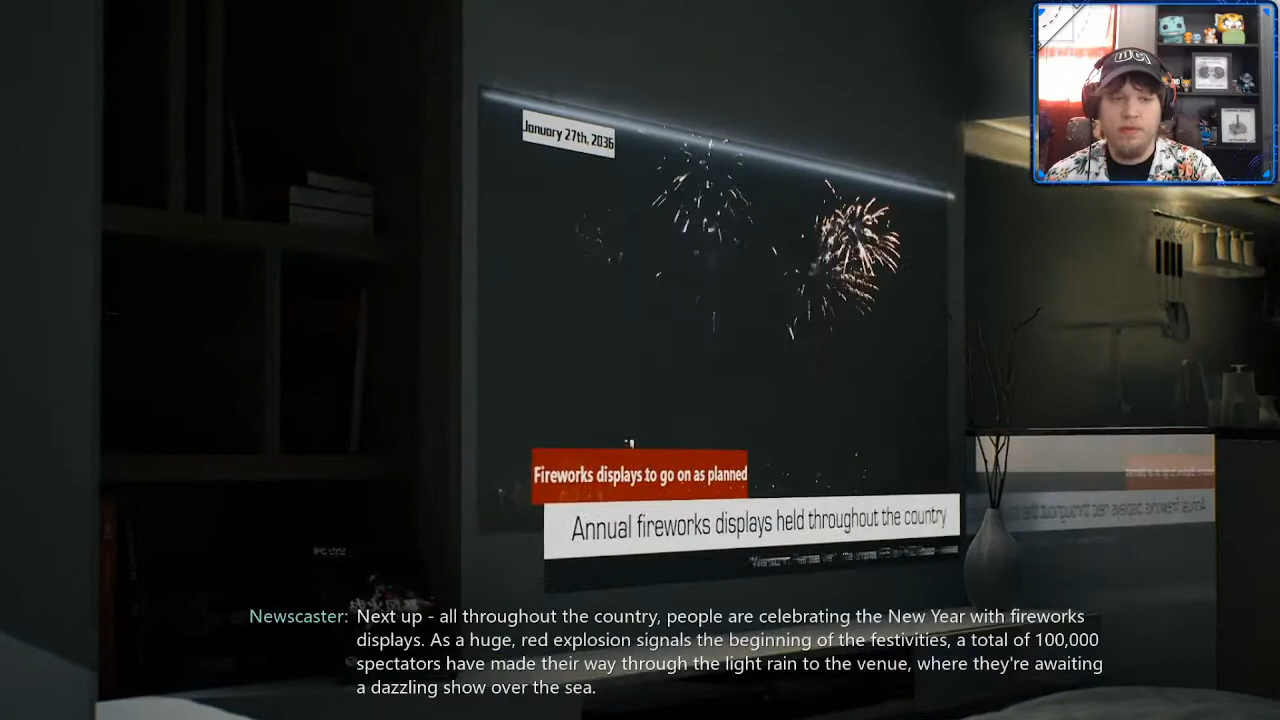 January 27th, 2036
Fireworks displays to go on as planned
Annual fireworks displays held throughout the country
Newscaster: Next up - all throughout the country, people are celebrating the New Year with fireworks
displays. As a huge, red explosion signals the beginning of the festivities, a total of 100,000
spectators have made their way through the light rain to the venue, where they're awaiting
a dazzling show over the sea.